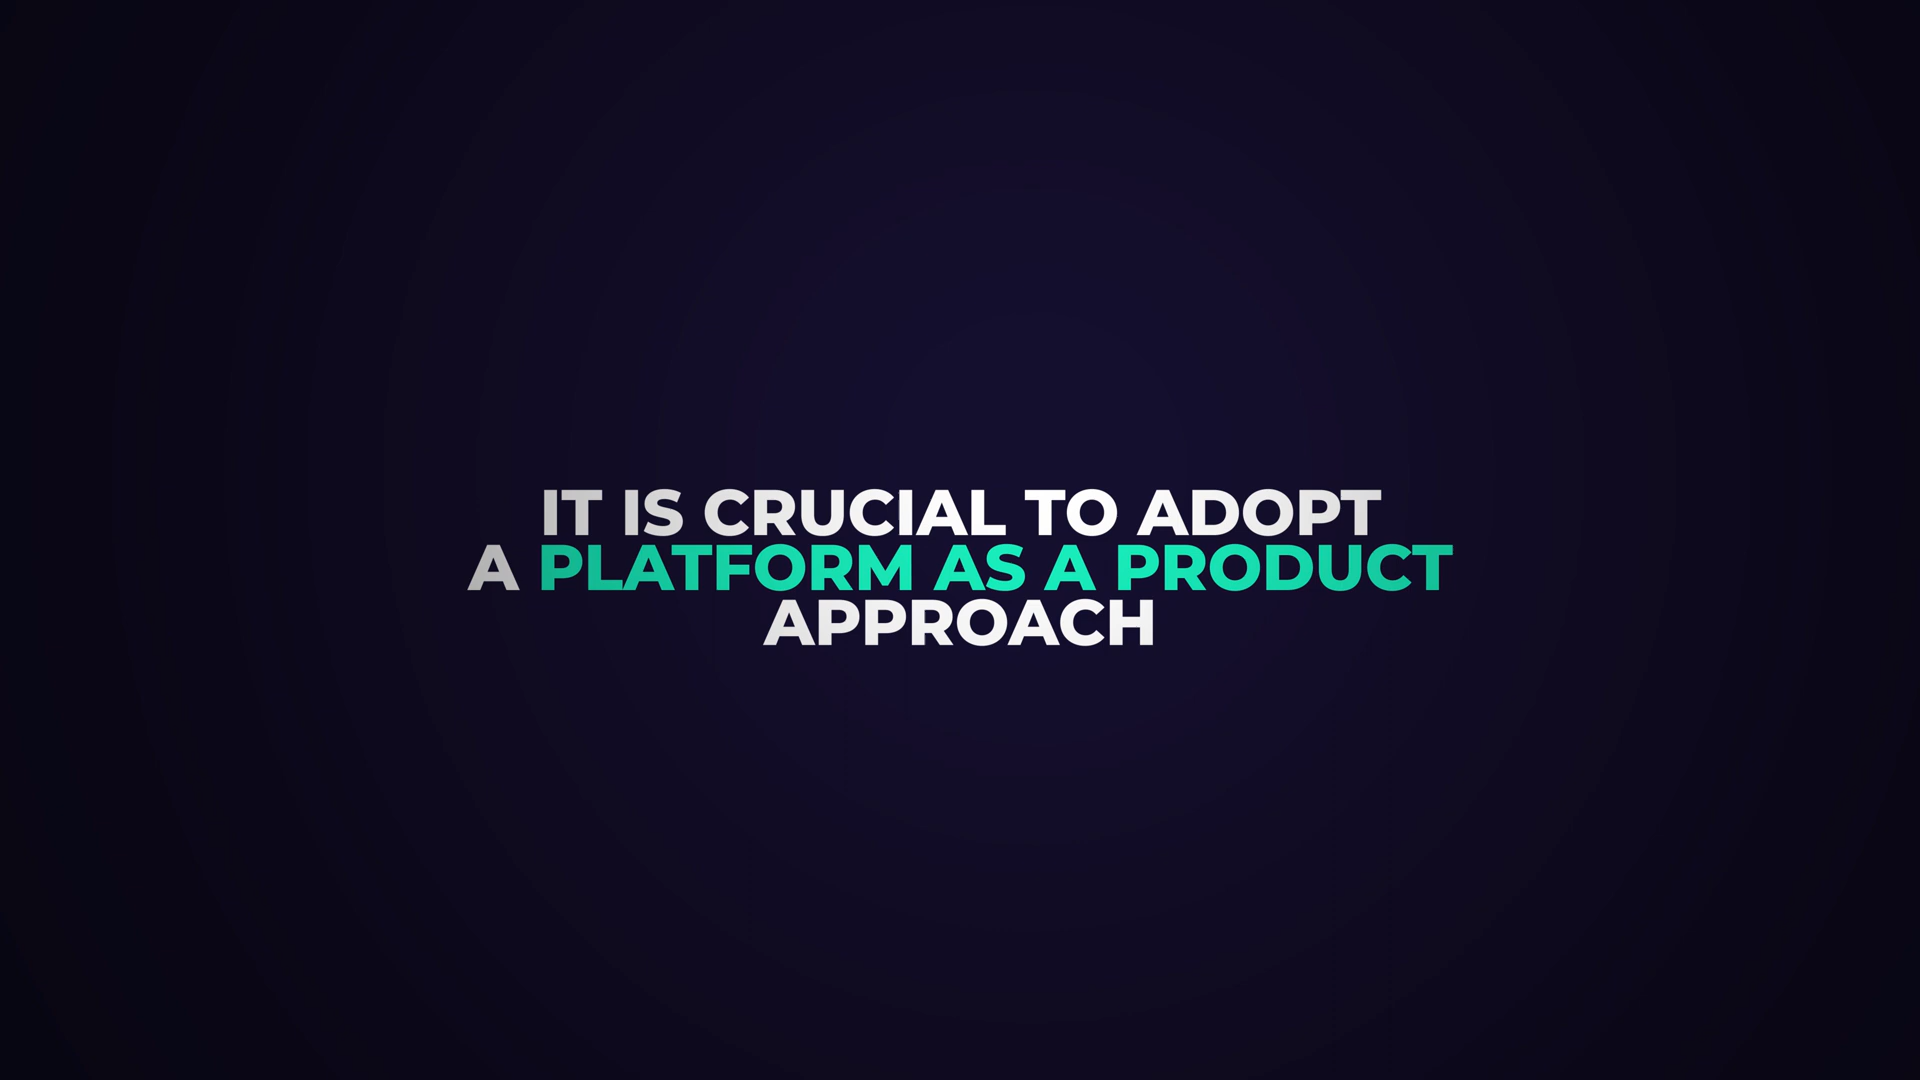 IT IS CRUCIAL TO ADOPT
A PLATFORM AS A PRODUCT
APPROACH